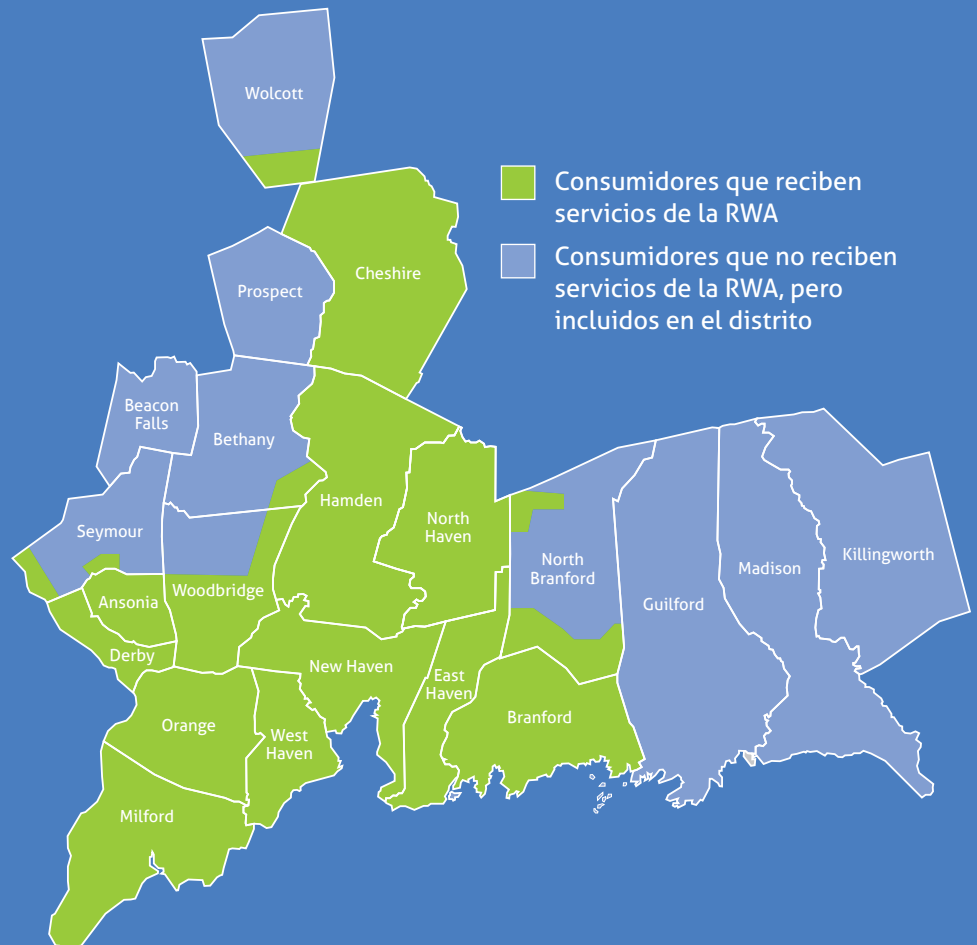 Wolcott
Consumidores que reciben
servicios de la RWA
Consumidores que no reciben
servicios de la RWA, pero
incluidos en el distrito
Cheshire
Prospect
Beacon
Falls
Bethany
Hamden
North
Haven
Seymour
North
Branford
Killingworth
Madison
Guilford
Woodbridge
Ansonia
Derby
New Haven
East
Haven
Branford
Orange
West
Haven
Milford